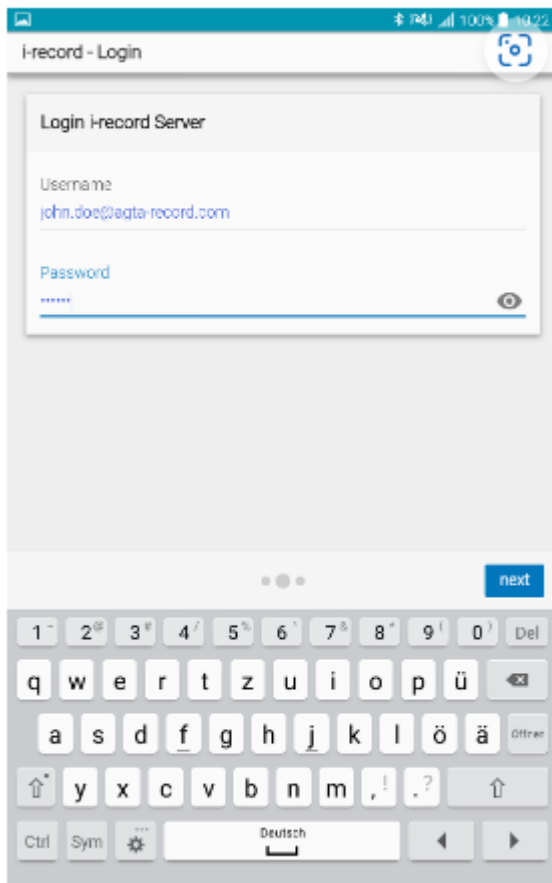 100% 10:22
i-record - Login
Login i-record Server
Username
john.doe@agta-record.com
Password
••••••
next
1 - 2 @ 3 # 4 / 5 % 6 ^ 7 & 8 * 9 ( 0 ) Del
q w e r t z u i o p ü
a s d f g h j k l ö ä
y x c v b n m , ! . ?
Ctrl Sym Deutsch